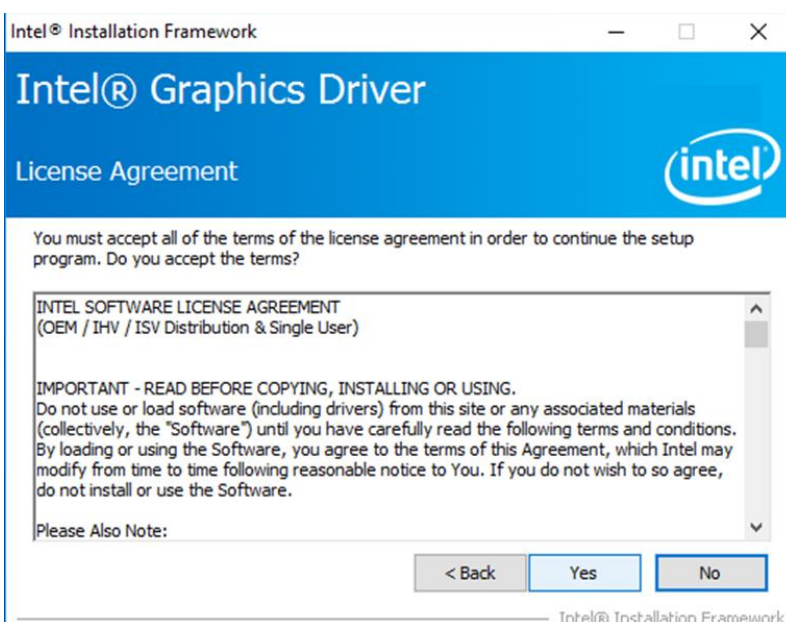 Intel® Installation Framework
Intel® Graphics Driver
License Agreement
intel
You must accept all of the terms of the license agreement in order to continue the setup
program. Do you accept the terms?
INTEL SOFTWARE LICENSE AGREEMENT
(OEM / IHV / ISV Distribution & Single User)
IMPORTANT - READ BEFORE COPYING, INSTALLING OR USING.
Do not use or load software (including drivers) from this site or any associated materials
(collectively, the "Software") until you have carefully read the following terms and conditions.
By loading or using the Software, you agree to the terms of this Agreement, which Intel may
modify from time to time following reasonable notice to You. If you do not wish to so agree,
do not install or use the Software.
Please Also Note:
< Back Yes No
Intel® Installation Framework